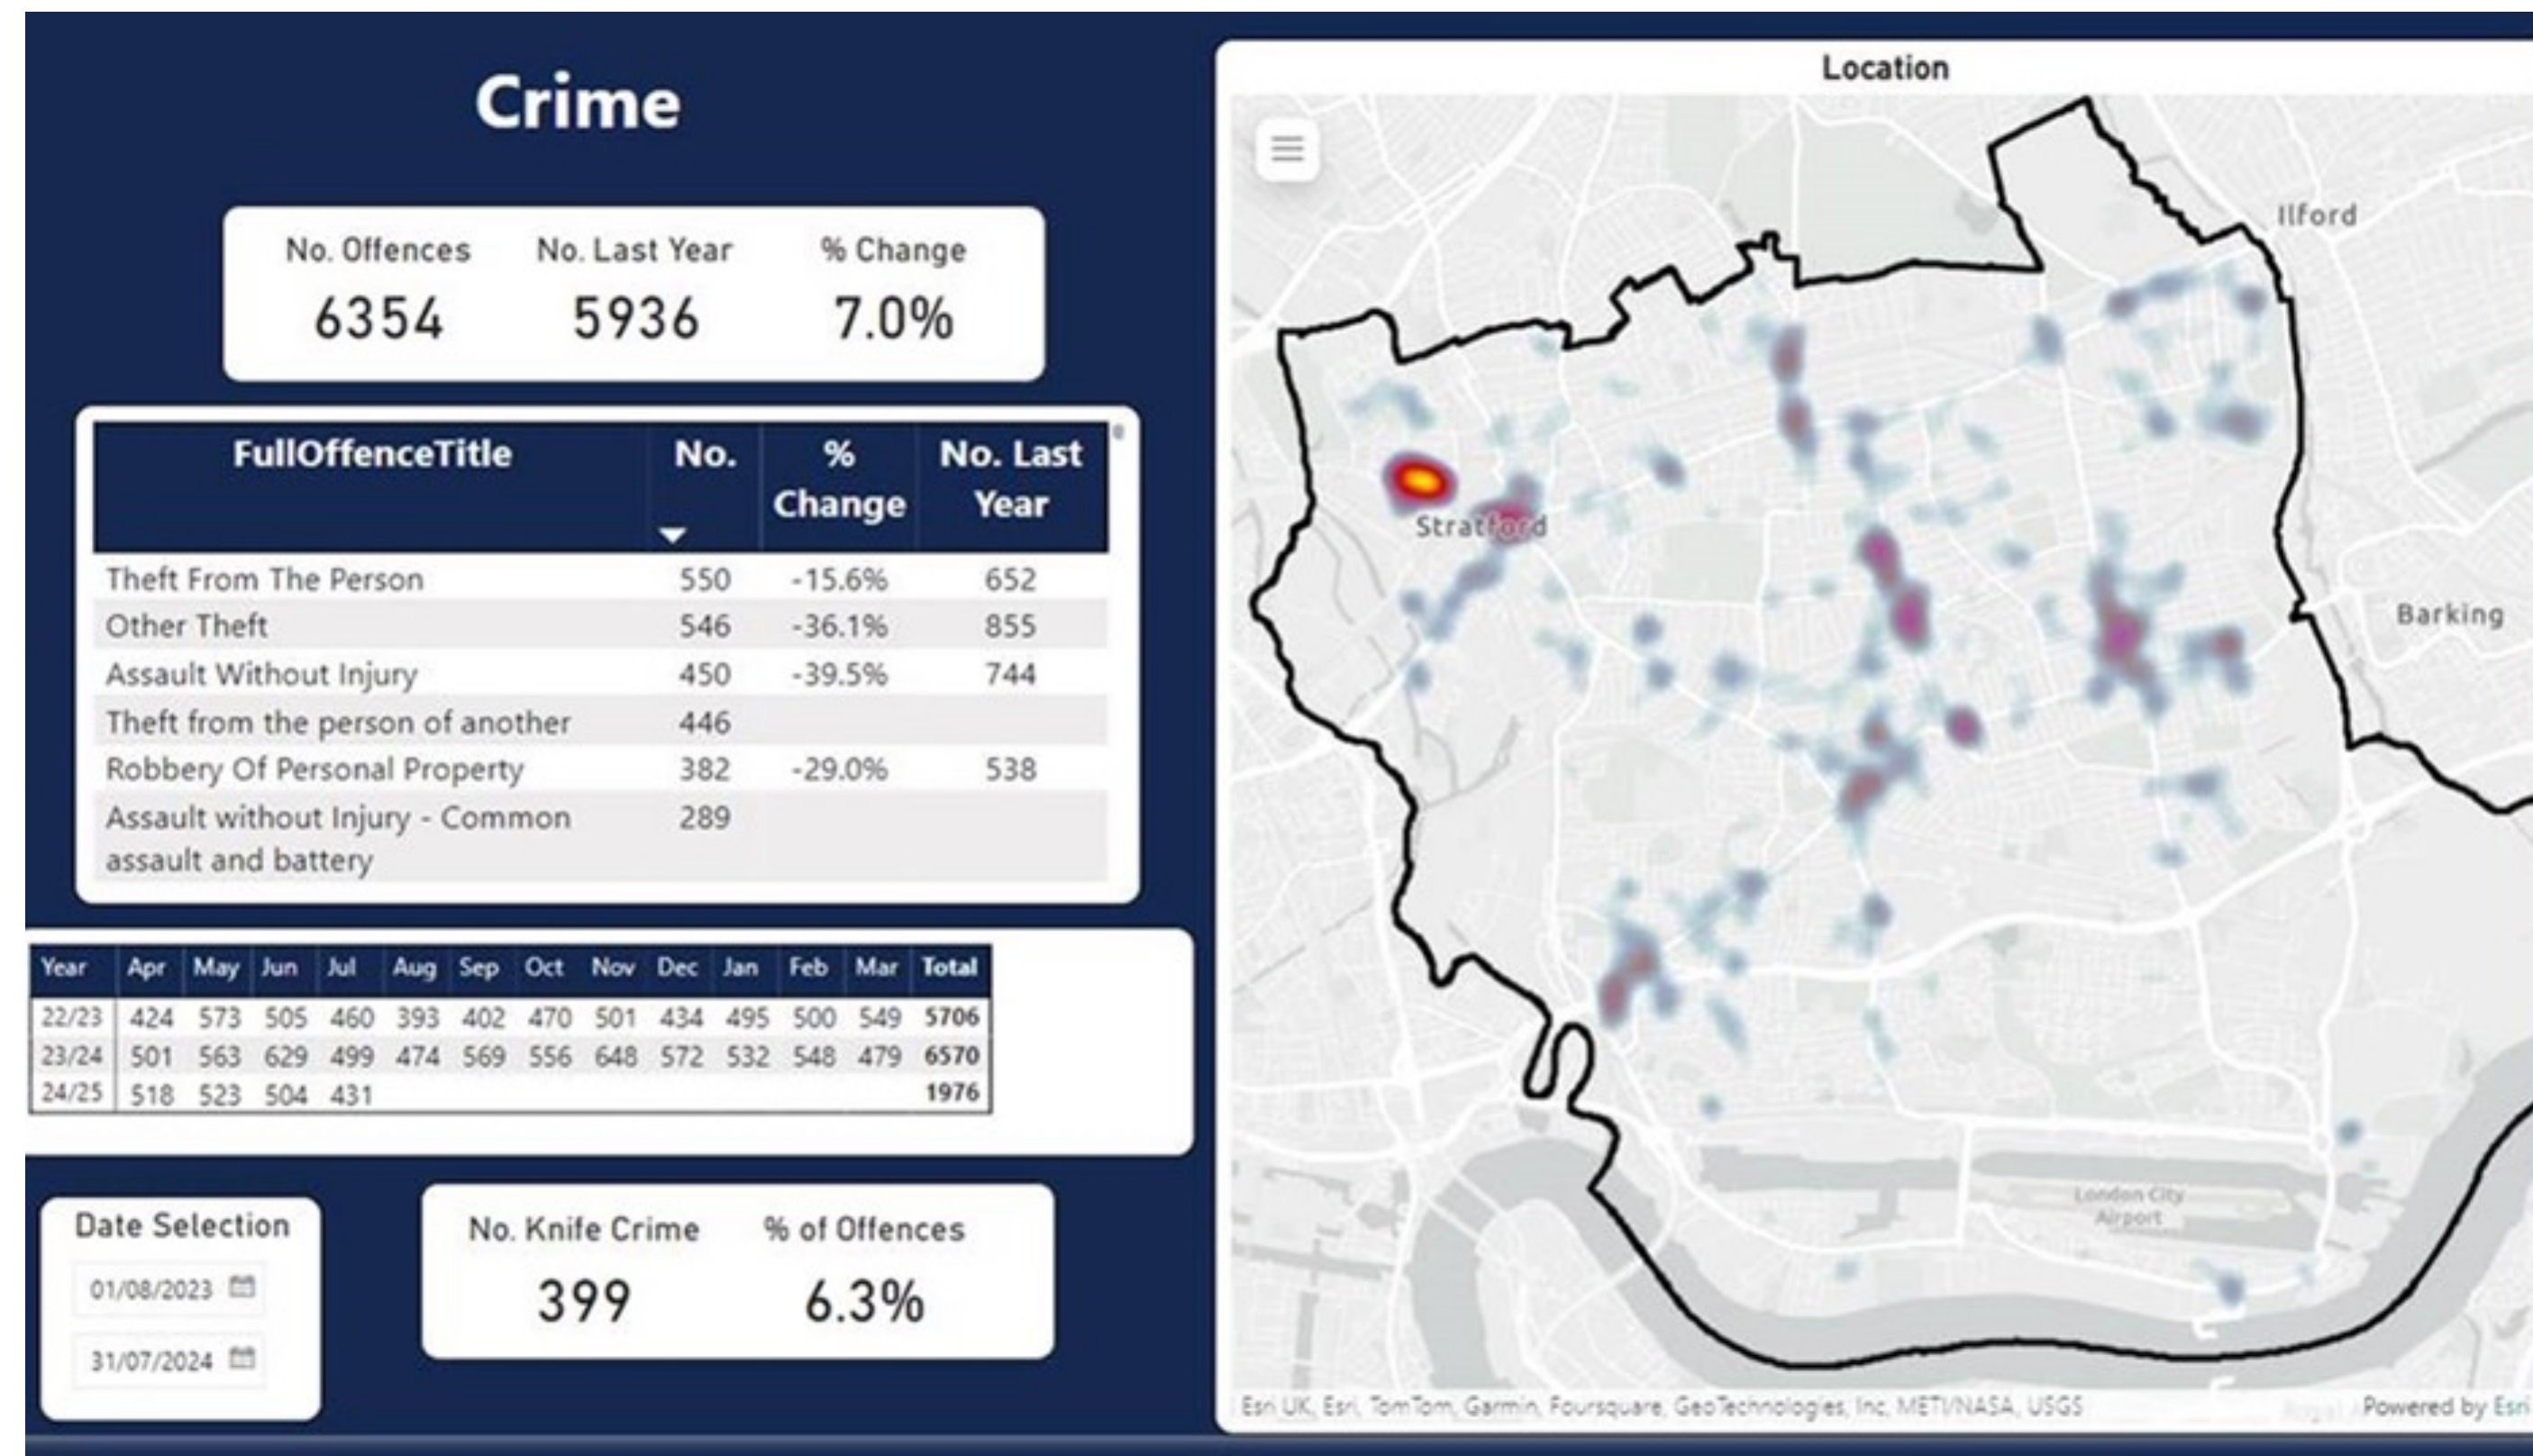 Crime
No. Offences No. Last Year % Change
6354 5936 7.0%
FullOffenceTitle No. % Change No. Last Year
Theft From The Person 550 -15.6% 652
Other Theft 546 -36.1% 855
Assault Without Injury 450 -39.5% 744
Theft from the person of another 446
Robbery Of Personal Property 382 -29.0% 538
Assault without Injury - Common 289
assault and battery
Year Apr May Jun Jul Aug Sep Oct Nov Dec Jan Feb Mar Total
22/23 424 573 505 460 393 402 470 501 434 495 500 549 5706
23/24 501 563 629 499 474 569 556 648 572 532 548 479 6570
24/25 518 523 504 431 1976
Date Selection
01/08/2023
31/07/2024
No. Knife Crime % of Offences
399 6.3%
Location
Ilford
Stratford
Barking
London City
Airport
Esri UK, Esri, TomTom, Garmin, Foursquare, GeoTechnologies, Inc, METI/NASA, USGS
Powered by Esri